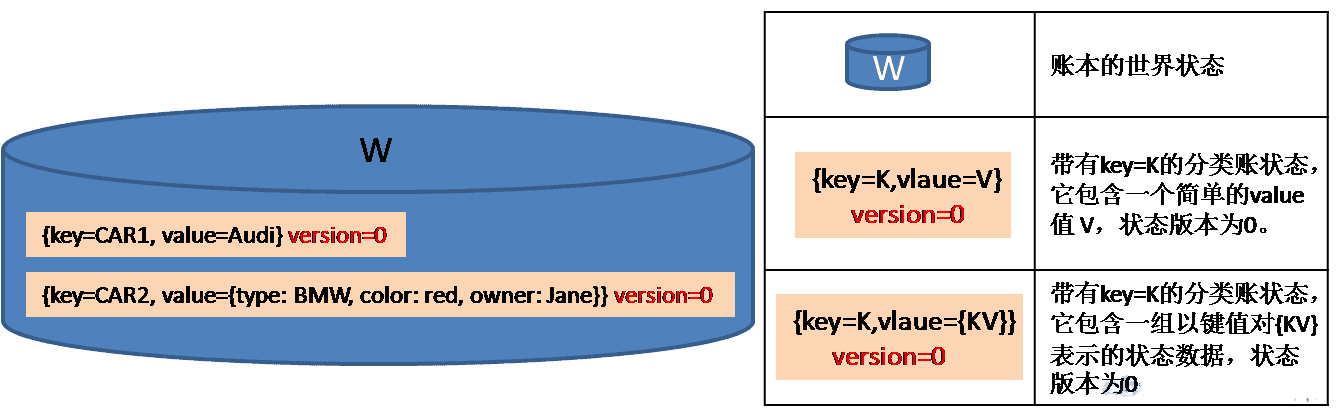 W
{key=CAR1, value=Audi} version=0
{key=CAR2, value={type: BMW, color: red, owner: Jane}} version=0
W
账本的世界状态
{key=K,vlaue=V}
version=0
带有key=K的分类账状态，
它包含一个简单的value
值 V，状态版本为0。
{key=K,vlaue={KV}}
version=0
带有key=K的分类账状态，
它包含一组以键值对{KV}
表示的状态数据，状态
版本为0